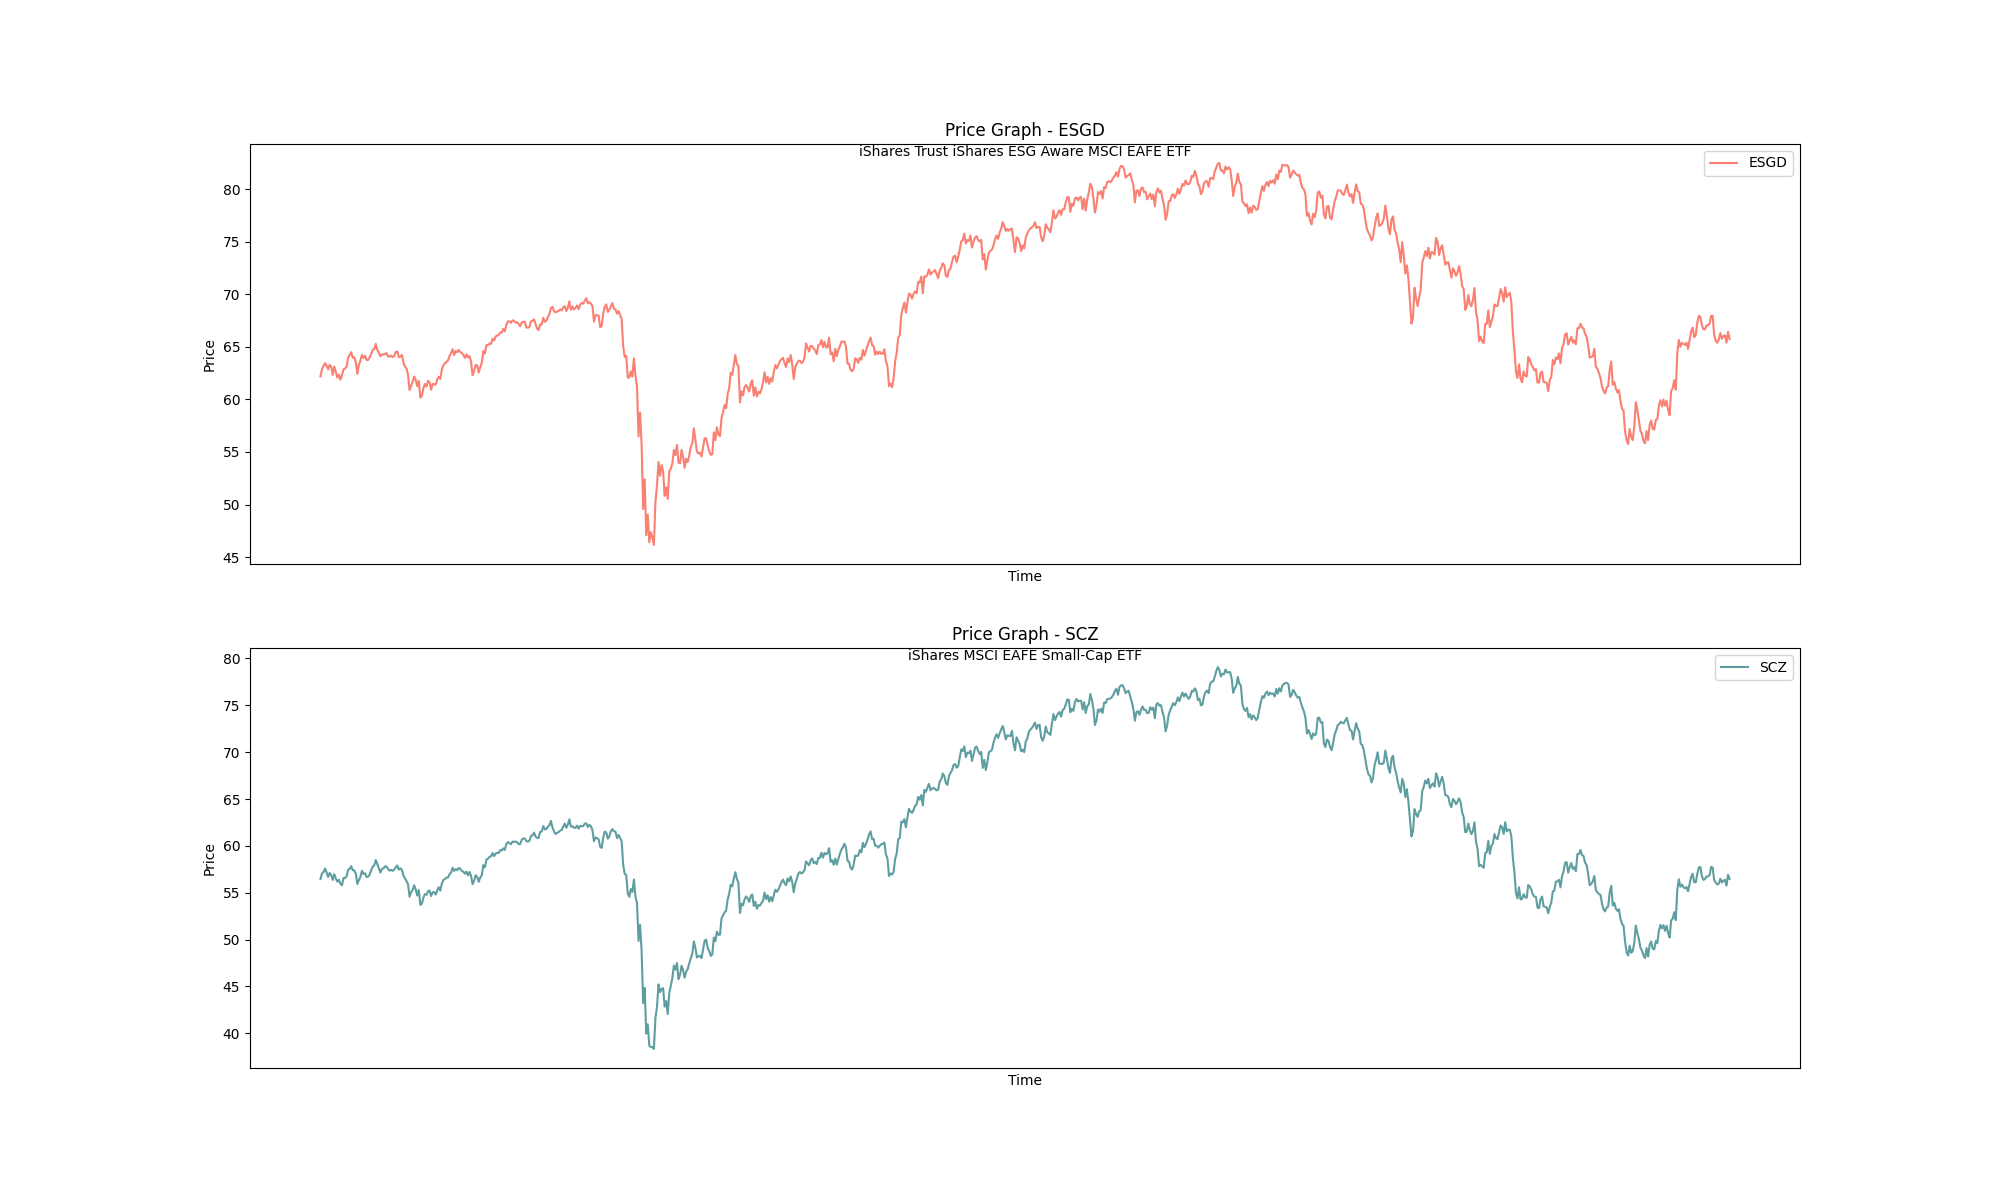 Price Graph - ESGD
iShares Trust iShares ESG Aware MSCI EAFE ETF
ESGD
80
75
70
65
60
55
50
45
Price
Time
Price Graph - SCZ
iShares MSCI EAFE Small-Cap ETF
SCZ
80
75
70
65
60
55
50
45
40
Price
Time